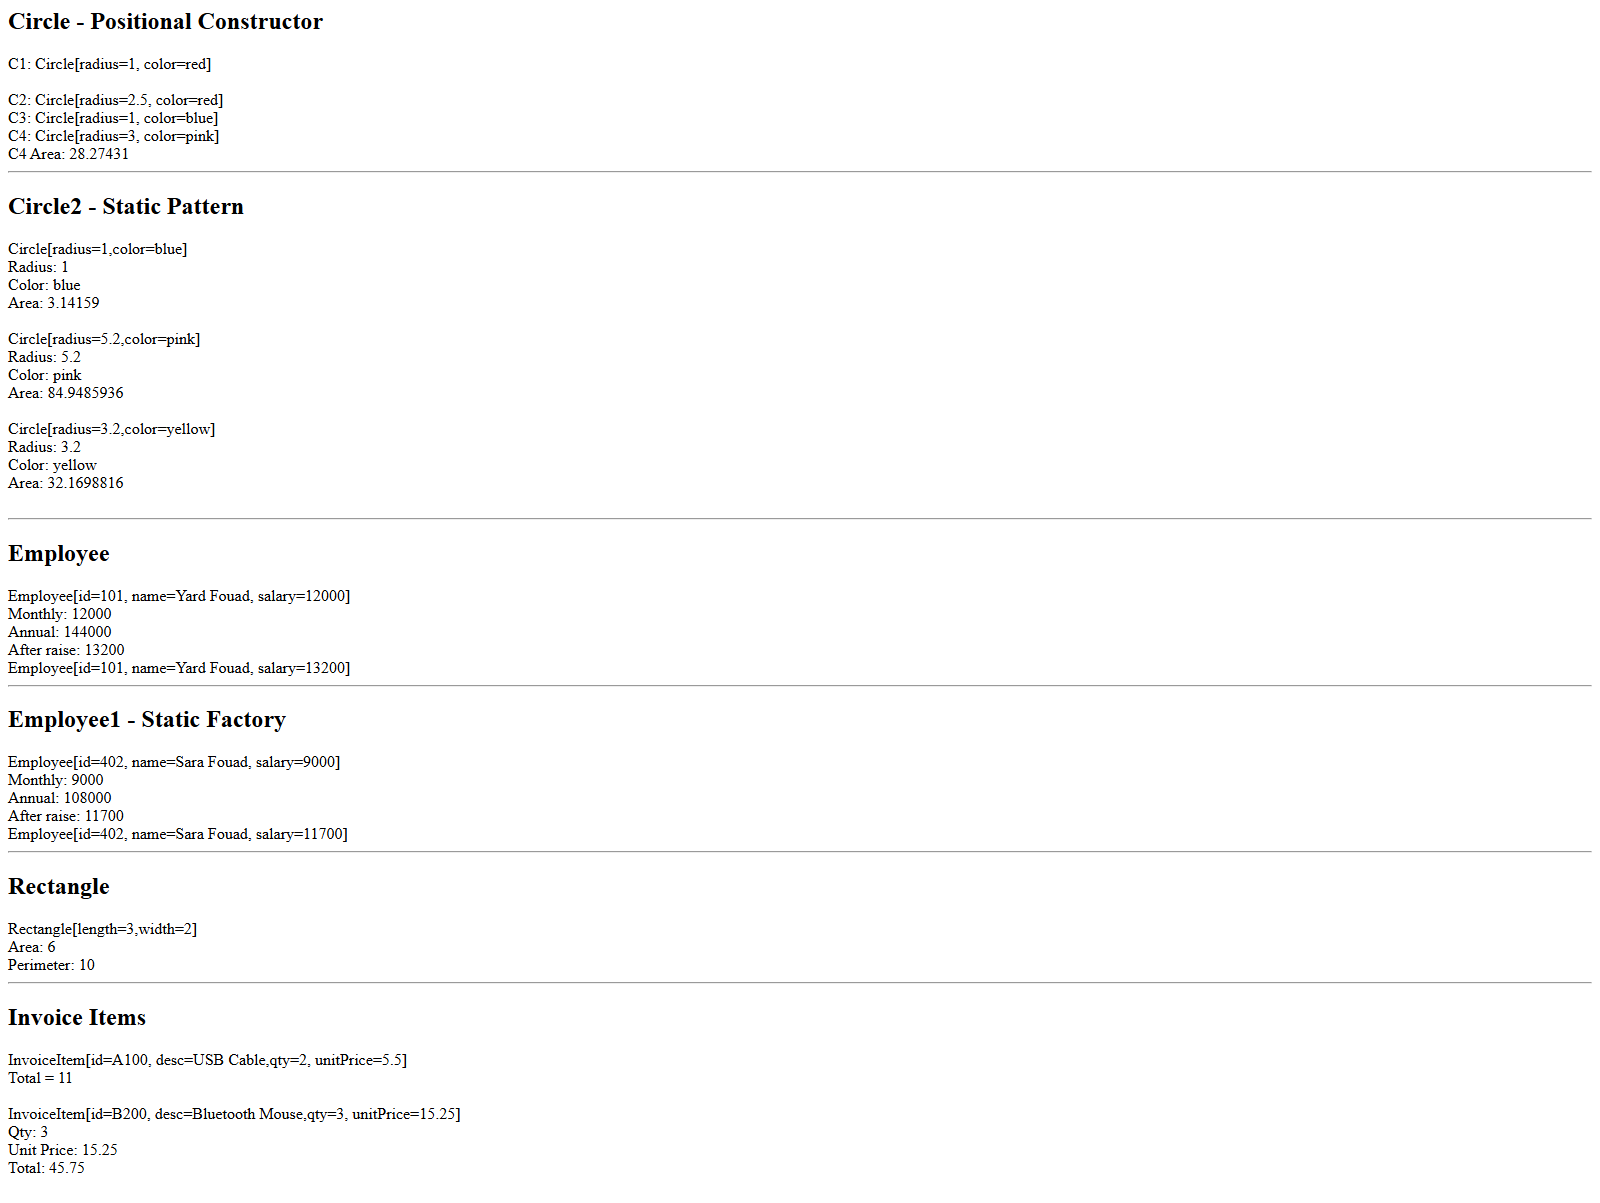 Circle - Positional Constructor
C1: Circle[radius=1, color=red]
C2: Circle[radius=2.5, color=red]
C3: Circle[radius=1, color=blue]
C4: Circle[radius=3, color=pink]
C4 Area: 28.27431
Circle2 - Static Pattern
Circle[radius=1,color=blue]
Radius: 1
Color: blue
Area: 3.14159
Circle[radius=5.2,color=pink]
Radius: 5.2
Color: pink
Area: 84.9485936
Circle[radius=3.2,color=yellow]
Radius: 3.2
Color: yellow
Area: 32.1698816
Employee
Employee[id=101, name=Yard Fouad, salary=12000]
Monthly: 12000
Annual: 144000
After raise: 13200
Employee[id=101, name=Yard Fouad, salary=13200]
Employee1 - Static Factory
Employee[id=402, name=Sara Fouad, salary=9000]
Monthly: 9000
Annual: 108000
After raise: 11700
Employee[id=402, name=Sara Fouad, salary=11700]
Rectangle
Rectangle[length=3,width=2]
Area: 6
Perimeter: 10
Invoice Items
InvoiceItem[id=A100, desc=USB Cable,qty=2, unitPrice=5.5]
Total = 11
InvoiceItem[id=B200, desc=Bluetooth Mouse,qty=3, unitPrice=15.25]
Qty: 3
Unit Price: 15.25
Total: 45.75